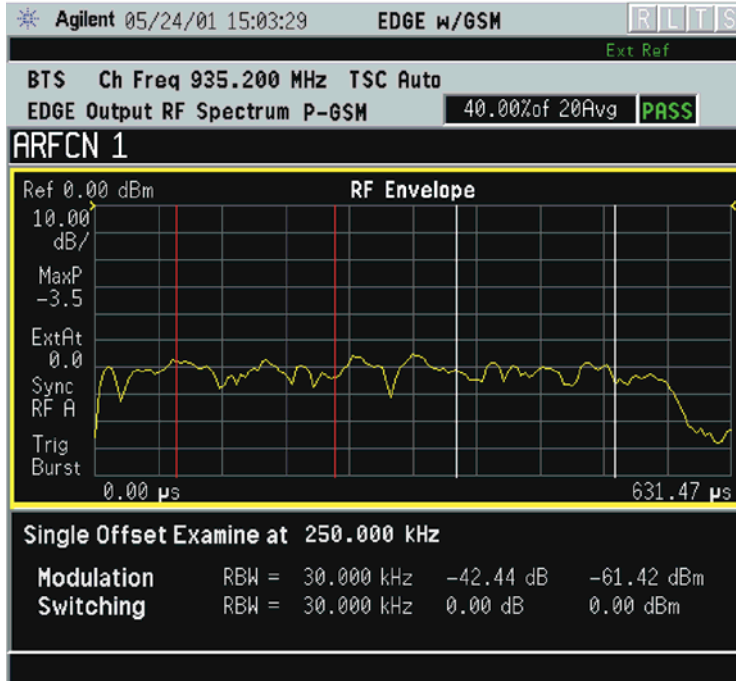 Agilent 05/24/01 15:03:29 EDGE w/GSM R L T S
Ext Ref
BTS Ch Freq 935.200 MHz TSC Auto
EDGE Output RF Spectrum P-GSM 40.00%of 20Avg PASS
ARFCN 1
Ref 0.00 dBm RF Envelope
10.00
dB/
MaxP
-3.5
ExtAt
0.0
Sync
RF A
Trig
Burst
0.00 µs 631.47 µs
Single Offset Examine at 250.000 kHz
Modulation RBW = 30.000 kHz -42.44 dB -61.42 dBm
Switching RBW = 30.000 kHz 0.00 dB 0.00 dBm